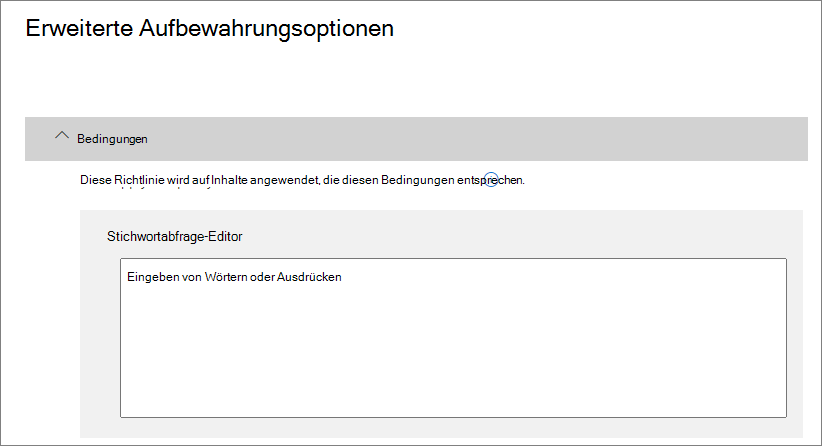 Erweiterte Aufbewahrungsoptionen
Bedingungen
Diese Richtlinie wird auf Inhalte angewendet, die diesen Bedingungen entsprechen.
Stichwortabfrage-Editor
Eingeben von Wörtern oder Ausdrücken